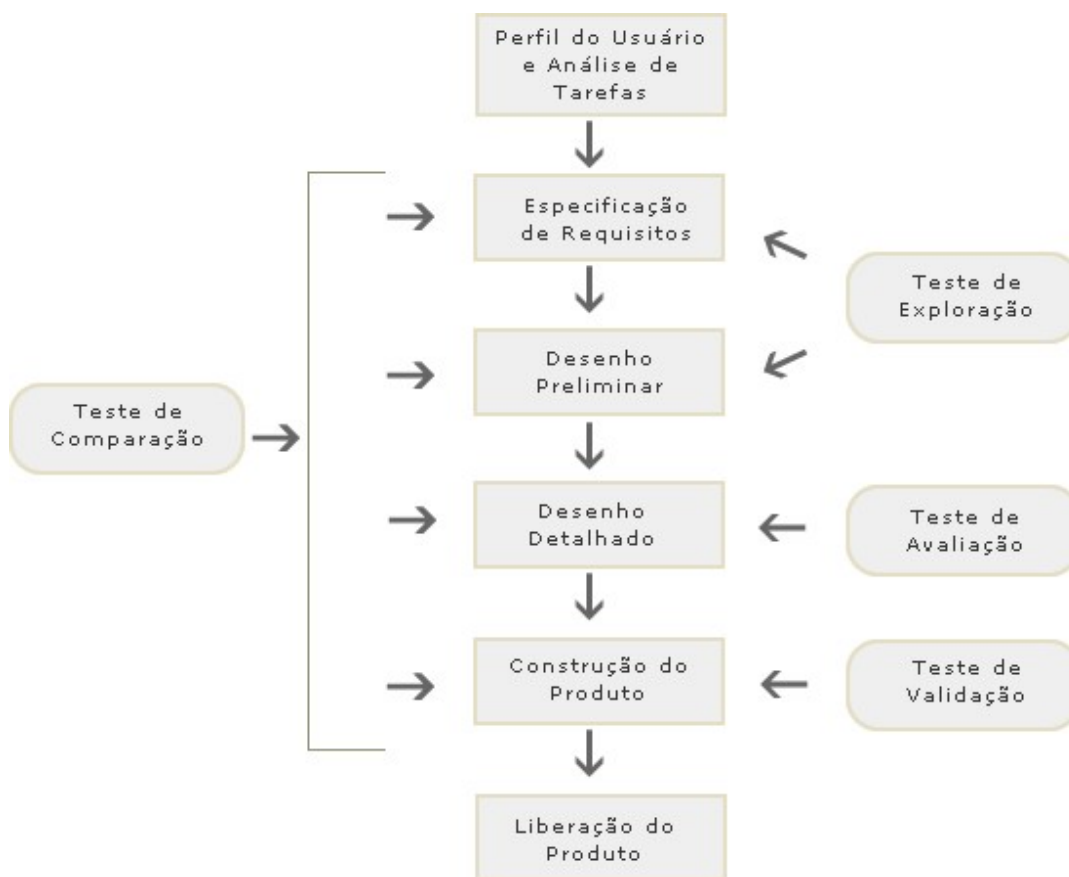 Perfil do Usuário
e Análise de
Tarefas
Especificação
de Requisitos
Teste de
Exploração
Desenho
Preliminar
Teste de
Comparação
Desenho
Detalhado
Teste de
Avaliação
Construção do
Produto
Teste de
Validação
Liberação do
Produto